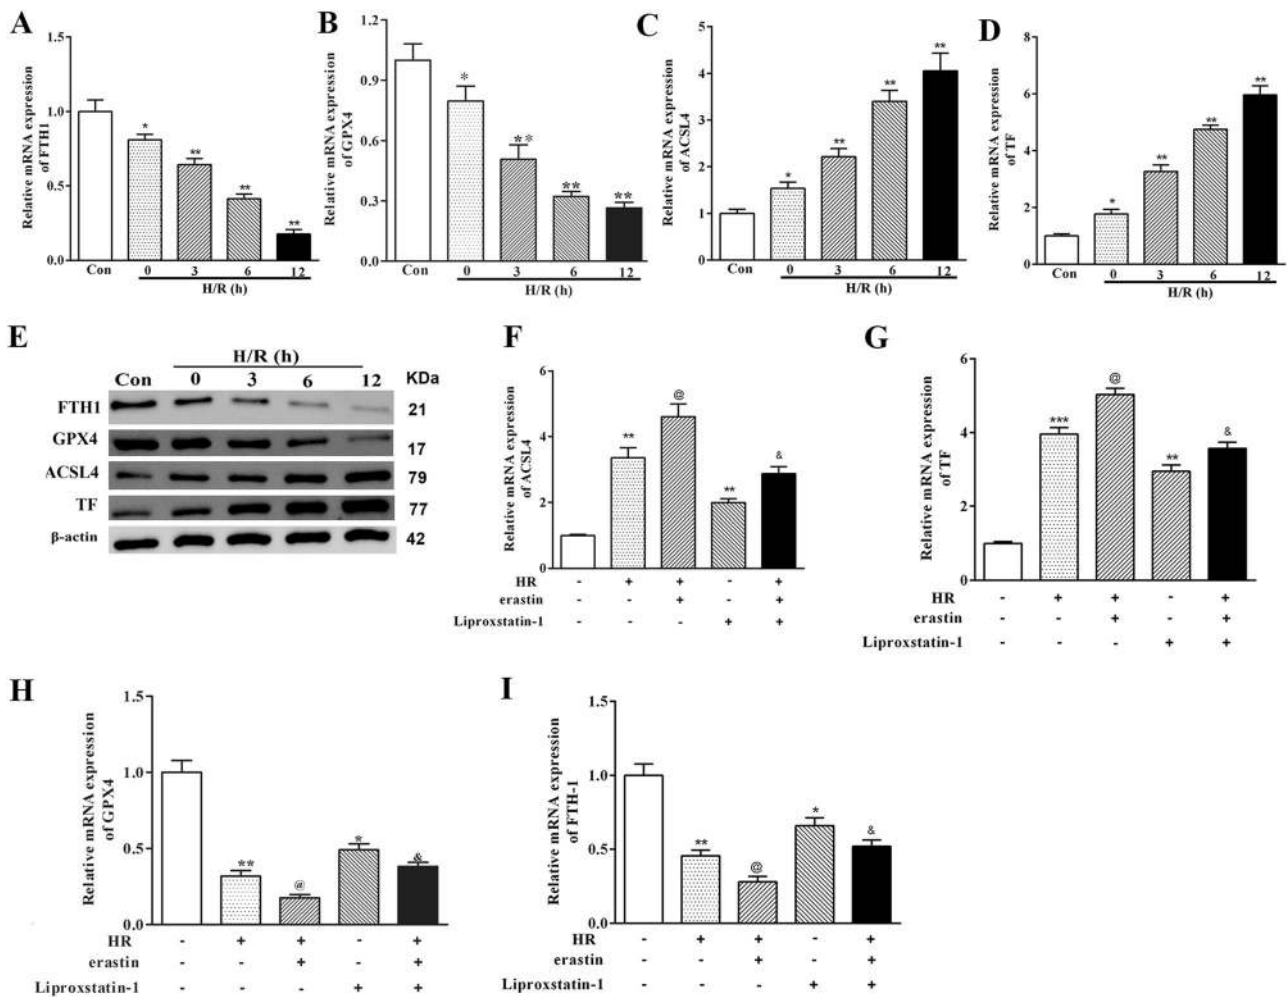 A
Relative mRNA expression
of FTH1
1.5
1.0
0.5
0.0
*
**
**
**
Con
0
3
6
12
H/R (h)
B
Relative mRNA expression
of GPX4
1.2
0.9
0.6
0.3
0.0
*
**
**
**
Con
0
3
6
12
H/R (h)
C
Relative mRNA expression
of ACSL4
5
4
3
2
1
0
*
**
**
**
Con
0
3
6
12
H/R (h)
D
Relative mRNA expression
of TF
8
6
4
2
0
*
**
**
**
Con
0
3
6
12
H/R (h)
E
H/R (h)
Con 0 3 6 12 KDa
FTH1 21
GPX4 17
ACSL4 79
TF 77
β-actin 42
F
Relative mRNA expression
of ACSL4
6
4
2
0
**
@
**
&
HR - + + - +
erastin - - + - +
Liproxstatin-1 - - - + +
G
Relative mRNA expression
of TF
6
4
2
0
***
@
**
&
HR - + + - +
erastin - - + - +
Liproxstatin-1 - - - + +
H
Relative mRNA expression
of GPX4
1.5
1.0
0.5
0.0
**
@
*
&
HR - + + - +
erastin - - + - +
Liproxstatin-1 - - - + +
I
Relative mRNA expression
of FTH-1
1.5
1.0
0.5
0.0
**
@
*
&
HR - + + - +
erastin - - + - +
Liproxstatin-1 - - - + +